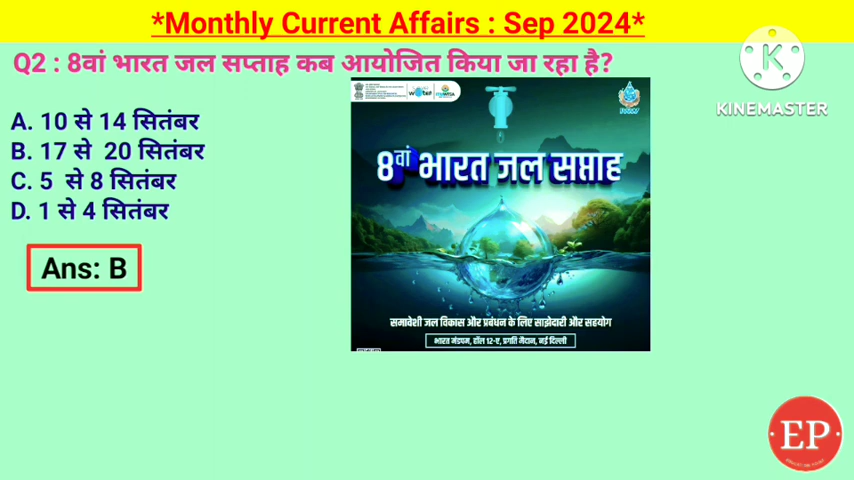 *Monthly Current Affairs : Sep 2024*
Q2 : 8वां भारत जल सप्ताह कब आयोजित किया जा रहा है?
KINEMASTER
A. 10 से 14 सितंबर
B. 17 से 20 सितंबर
C. 5 से 8 सितंबर
D. 1 से 4 सितंबर
Ans: B
8वां भारत जल सप्ताह
समावेशी जल विकास और प्रबंधन के लिए साझेदारी और सहयोग
भारत मंडपम, हॉल 12-ए, प्रगति मैदान, नई दिल्ली
EP